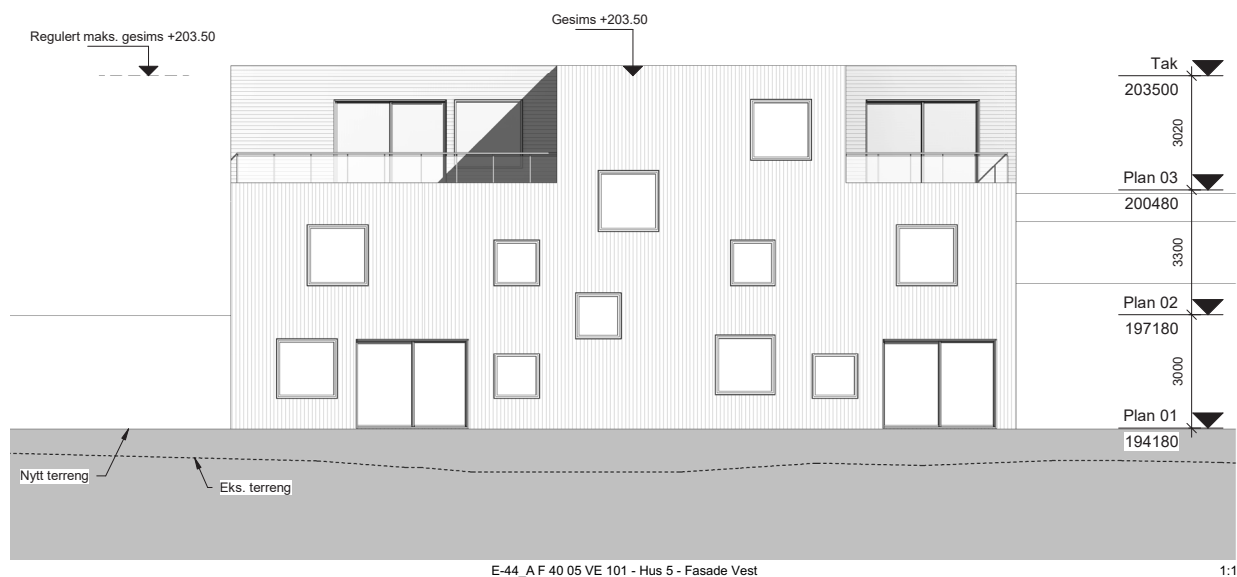 Gesims +203.50
Regulert maks. gesims +203.50
Tak
203500
3020
Plan 03
200480
3300
Plan 02
197180
3000
Plan 01
194180
Nytt terreng
Eks. terreng
E-44_A F 40 05 VE 101 - Hus 5 - Fasade Vest
1:1